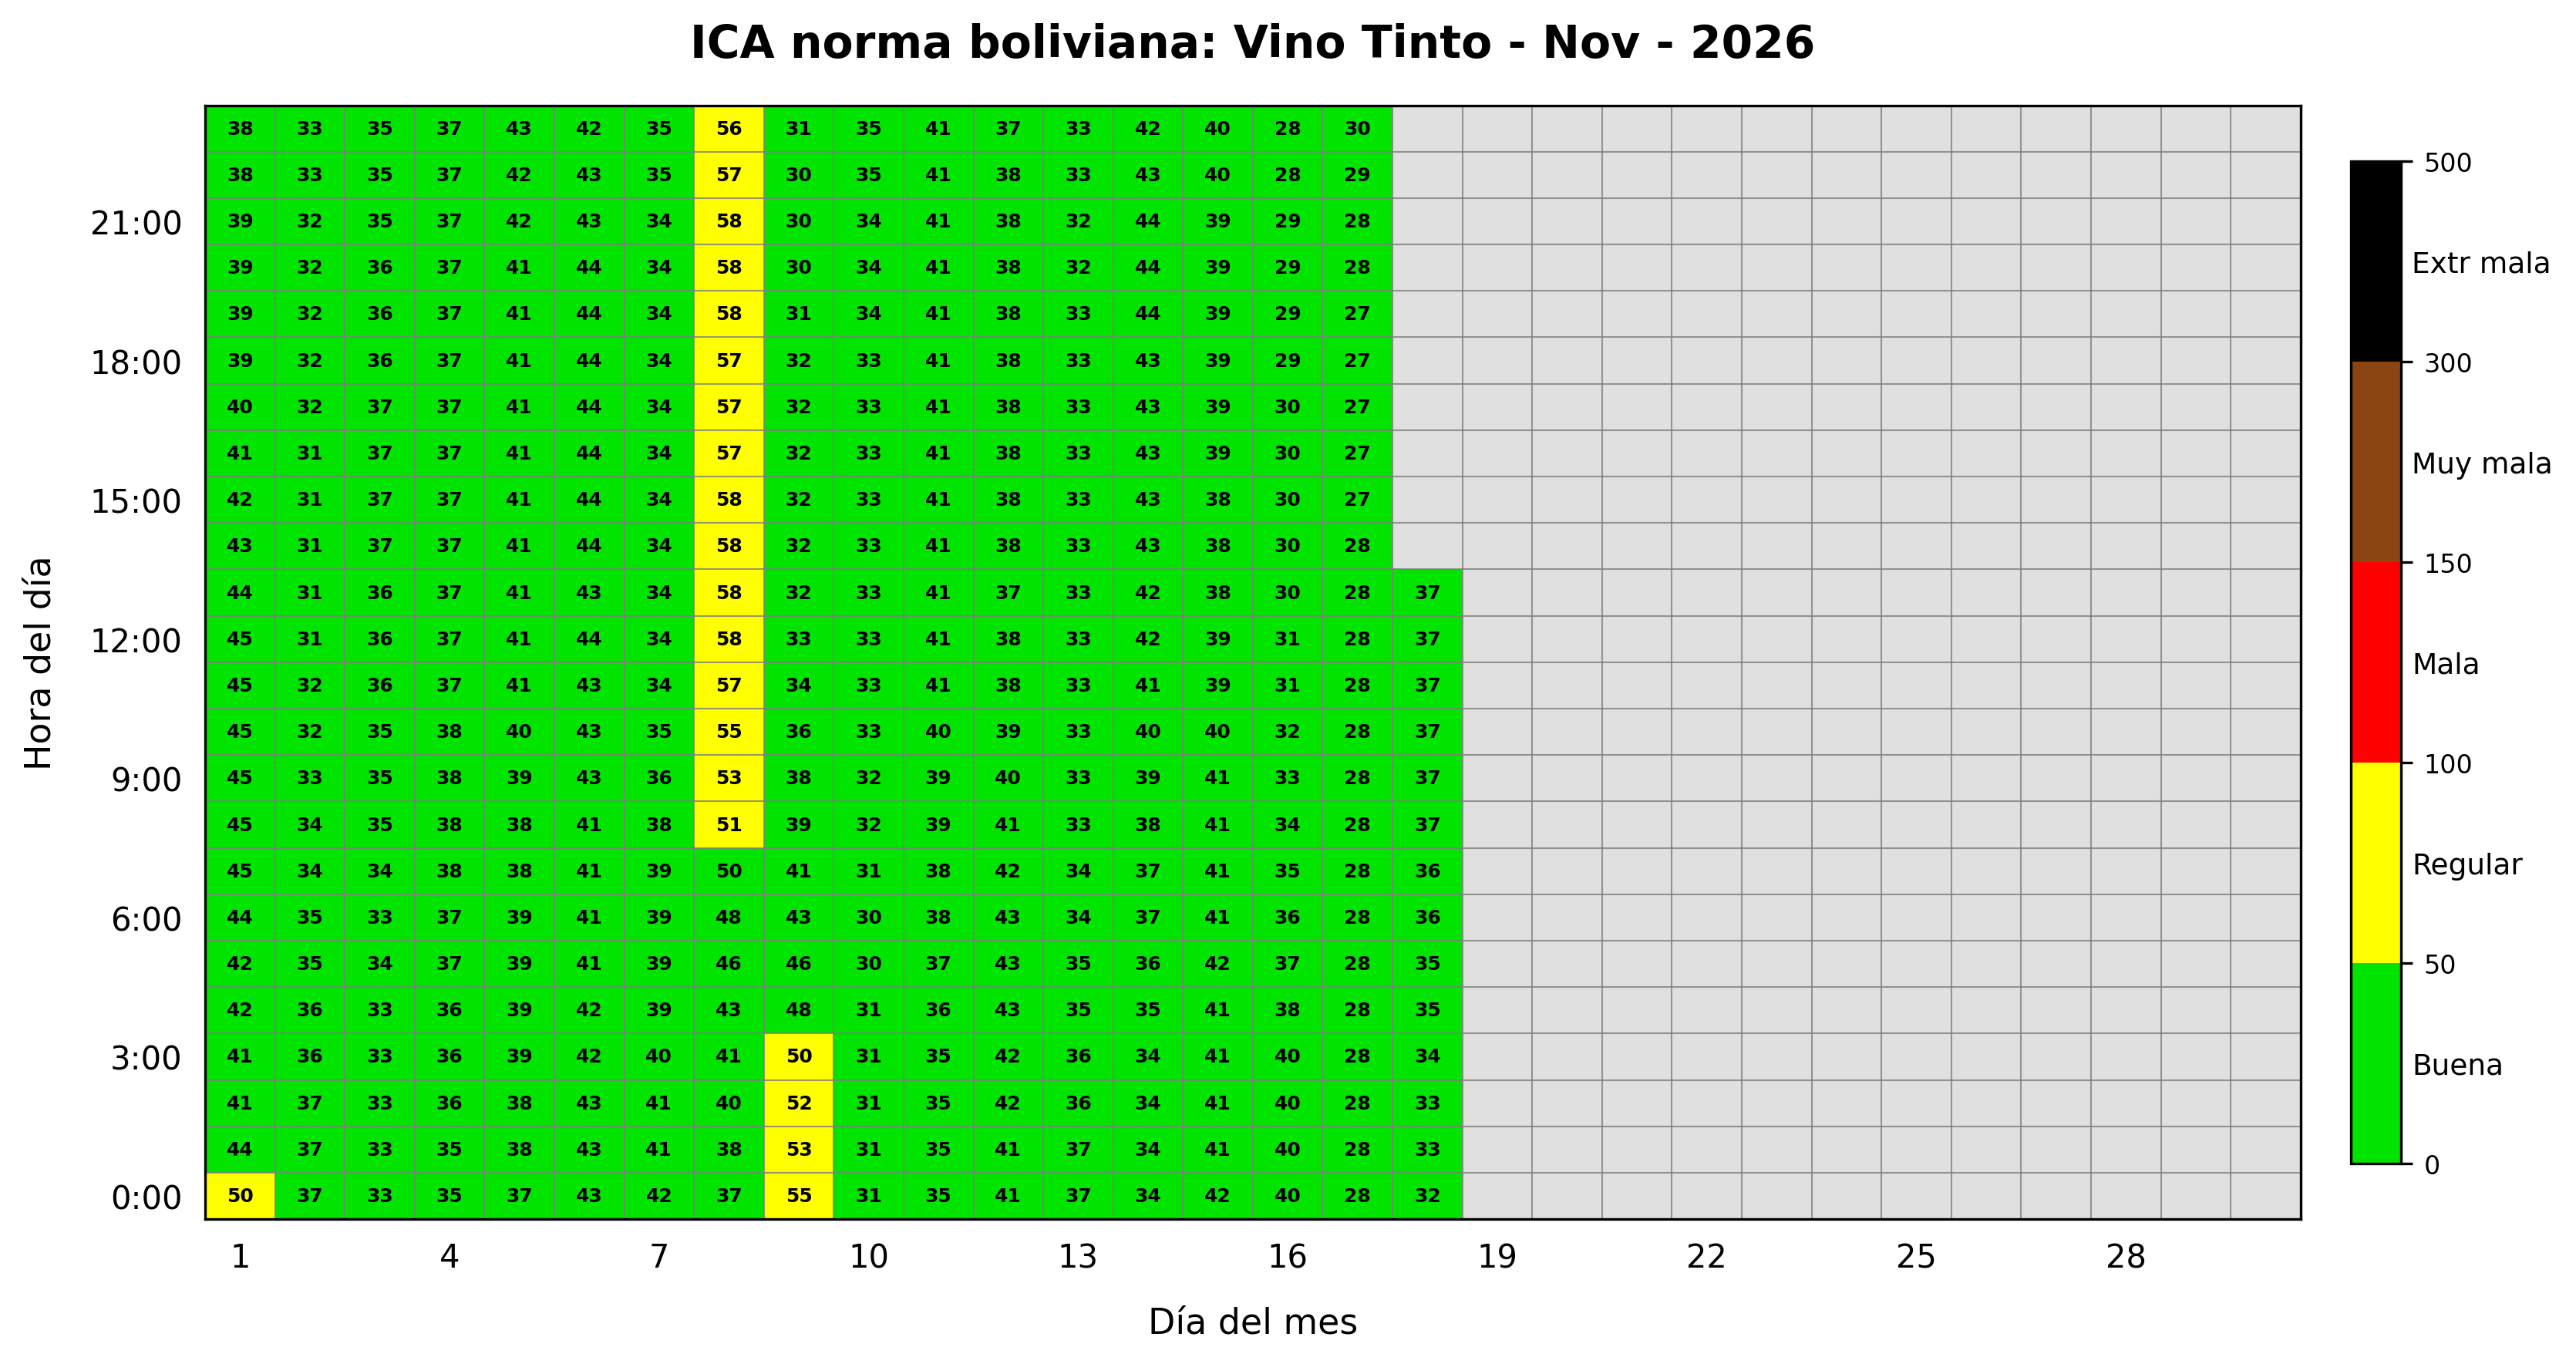 ICA norma boliviana: Vino Tinto - Nov - 2026
38 33 35 37 43 42 35 56 31 35 41 37 33 42 40 28 30
38 33 35 37 42 43 35 57 30 35 41 38 33 43 40 28 29
21:00 39 32 35 37 42 43 34 58 30 34 41 38 32 44 39 29 28
39 32 36 37 41 44 34 58 30 34 41 38 32 44 39 29 28
39 32 36 37 41 44 34 58 31 34 41 38 33 44 39 29 27
18:00 39 32 36 37 41 44 34 57 32 33 41 38 33 43 39 29 27
40 32 37 37 41 44 34 57 32 33 41 38 33 43 39 30 27
41 31 37 37 41 44 34 57 32 33 41 38 33 43 39 30 27
15:00 42 31 37 37 41 44 34 58 32 33 41 38 33 43 38 30 27
43 31 37 37 41 44 34 58 32 33 41 38 33 43 38 30 28
44 31 36 37 41 43 34 58 32 33 41 37 33 42 38 30 28 37
12:00 45 31 36 37 41 44 34 58 33 33 41 38 33 42 39 31 28 37
45 32 36 37 41 43 34 57 34 33 41 38 33 41 39 31 28 37
45 32 35 38 40 43 35 55 36 33 40 39 33 40 40 32 28 37
9:00 45 33 35 38 39 43 36 53 38 32 39 40 33 39 41 33 28 37
45 34 35 38 38 41 38 51 39 32 39 41 33 38 41 34 28 37
45 34 34 38 38 41 39 50 41 31 38 42 34 37 41 35 28 36
6:00 44 35 33 37 39 41 39 48 43 30 38 43 34 37 41 36 28 36
42 35 34 37 39 41 39 46 46 30 37 43 35 36 42 37 28 35
42 36 33 36 39 42 39 43 48 31 36 43 35 35 41 38 28 35
3:00 41 36 33 36 39 42 40 41 50 31 35 42 36 34 41 40 28 34
41 37 33 36 38 43 41 40 52 31 35 42 36 34 41 40 28 33
44 37 33 35 38 43 41 38 53 31 35 41 37 34 41 40 28 33
0:00 50 37 33 35 37 43 42 37 55 31 35 41 37 34 42 40 28 32
1 4 7 10 13 16 19 22 25 28
Día del mes
Hora del día
500
Extr mala
300
Muy mala
150
Mala
100
Regular
50
Buena
0